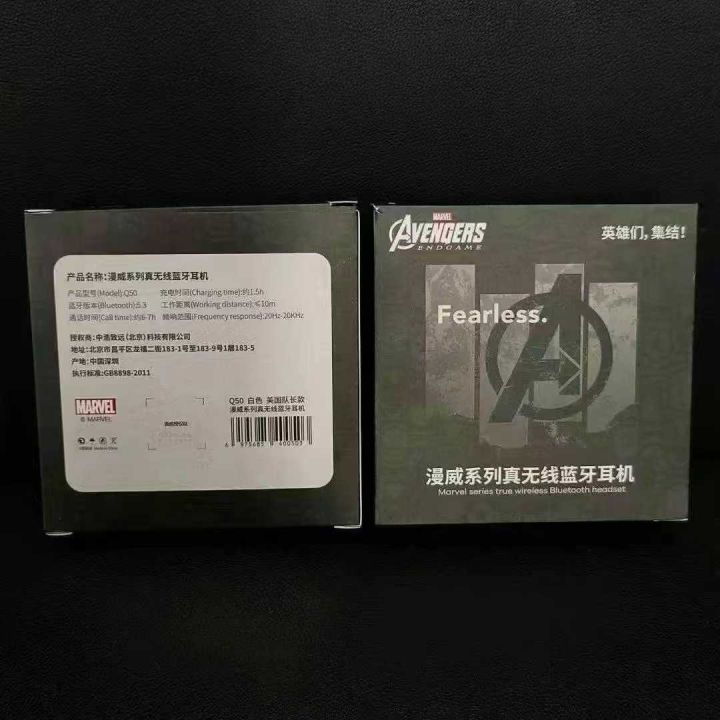 产品名称：漫威系列真无线蓝牙耳机
产品型号(Model):Q50 充电时间(Charging time):约1.5h
蓝牙版本(Bluetooth):5.3 工作距离(Working distance):≤10m
通话时间(Call time):约6-7h 频响范围(Frequency response):20Hz-20KHz
授权商：中浩致远（北京）科技有限公司
地址：北京市昌平区龙禧二街183-1号至183-9号1层183-5
产地：中国深圳
执行标准:GB8898-2011
MARVEL
© MARVEL
Q50 白色 美国队长款
漫威系列真无线蓝牙耳机
6 975685 400503
MARVEL
AVENGERS
ENDGAME
英雄们，集结！
Fearless.
漫威系列真无线蓝牙耳机
Marvel series true wireless Bluetooth headset